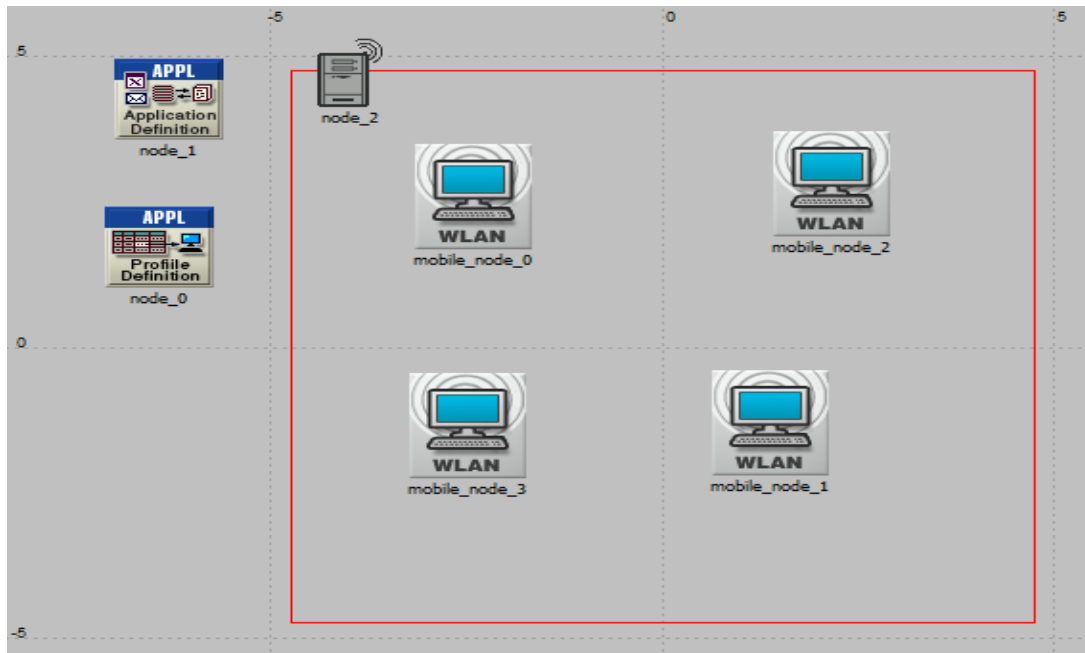 -5 0 5
5
APPL
Application
Definition
node_1
node_2
WLAN
mobile_node_0
WLAN
mobile_node_2
APPL
Profiile
Definition
node_0
0
WLAN
mobile_node_3
WLAN
mobile_node_1
-5